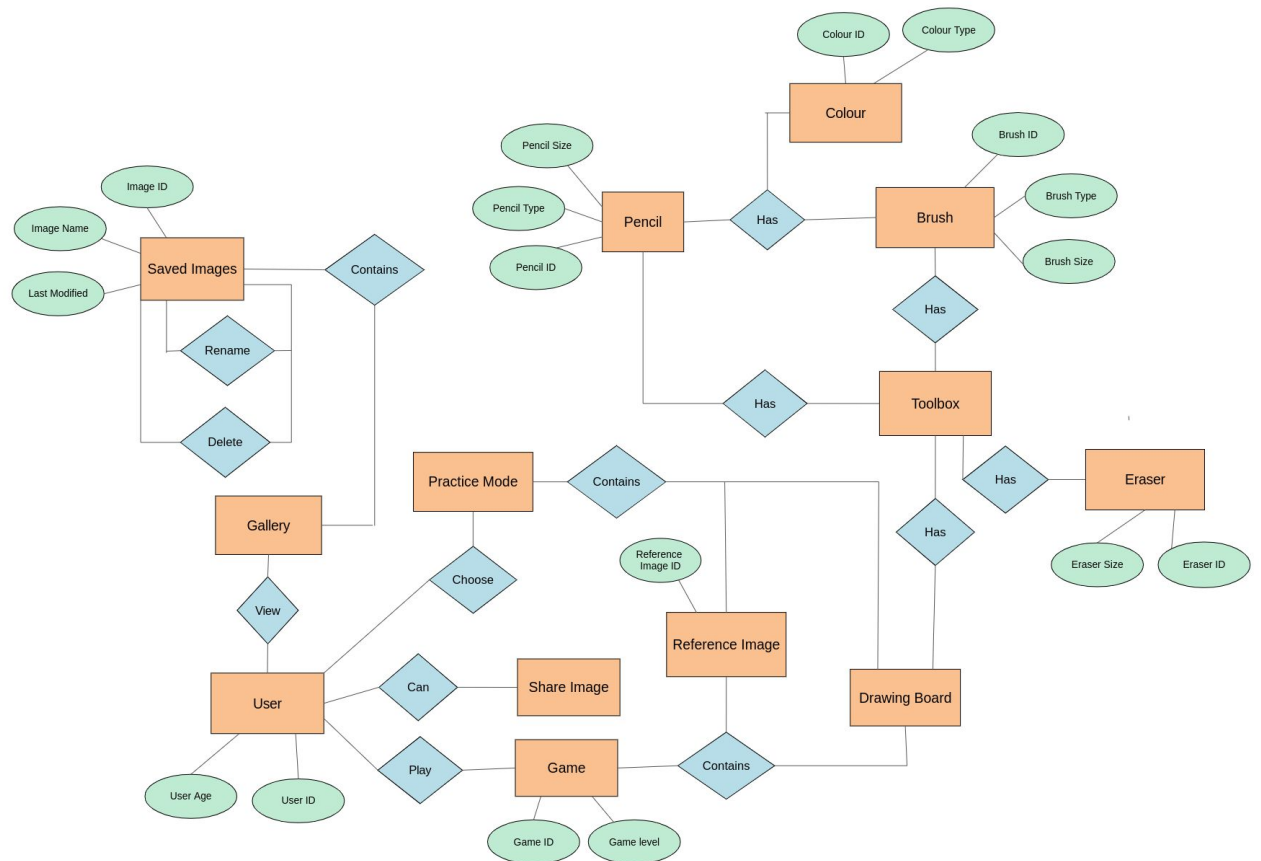 Colour ID
Colour Type
Colour
Pencil Size
Brush ID
Image ID
Pencil Type
Pencil
Has
Brush
Brush Type
Image Name
Pencil ID
Brush Size
Saved Images
Contains
Last Modified
Has
Rename
Has
Toolbox
Delete
Practice Mode
Contains
Has
Eraser
Gallery
Has
Reference
Image ID
Eraser Size
Eraser ID
Choose
View
Reference Image
Can
Share Image
Drawing Board
User
Play
Game
Contains
User Age
User ID
Game ID
Game level